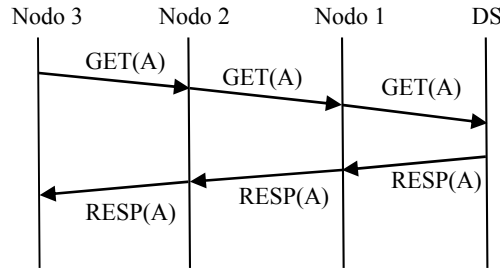 Nodo 3
Nodo 2
Nodo 1
DS
GET(A)
GET(A)
GET(A)
RESP(A)
RESP(A)
RESP(A)